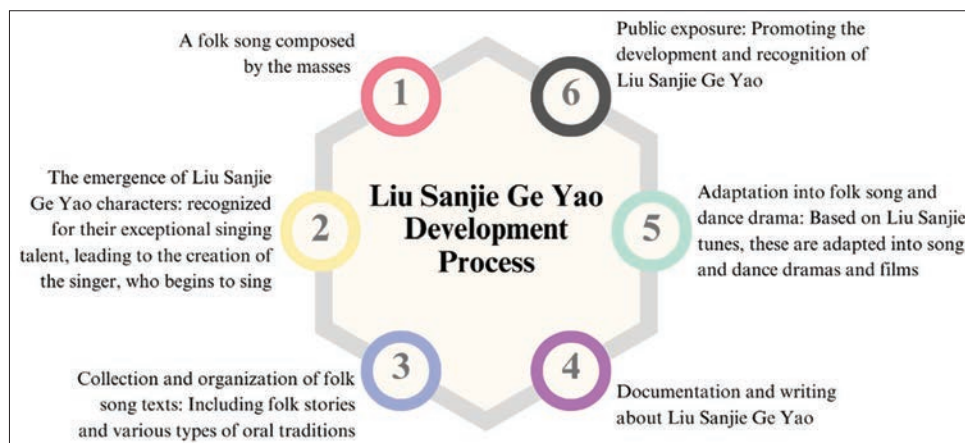 Liu Sanjie Ge Yao
Development
Process
1
A folk song composed
by the masses
2
The emergence of Liu Sanjie
Ge Yao characters: recognized
for their exceptional singing
talent, leading to the creation of
the singer, who begins to sing
3
Collection and organization of folk
song texts: Including folk stories
and various types of oral traditions
4
Documentation and writing
about Liu Sanjie Ge Yao
5
Adaptation into folk song and
dance drama: Based on Liu Sanjie
tunes, these are adapted into song
and dance dramas and films
6
Public exposure: Promoting the
development and recognition of
Liu Sanjie Ge Yao